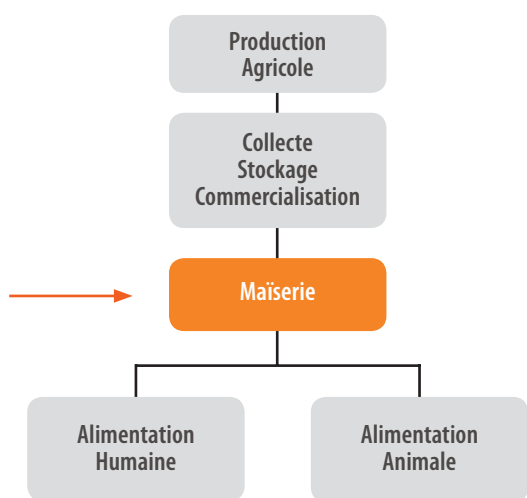 Production
Agricole
Collecte
Stockage
Commercialisation
Maïserie
Alimentation
Humaine
Alimentation
Animale